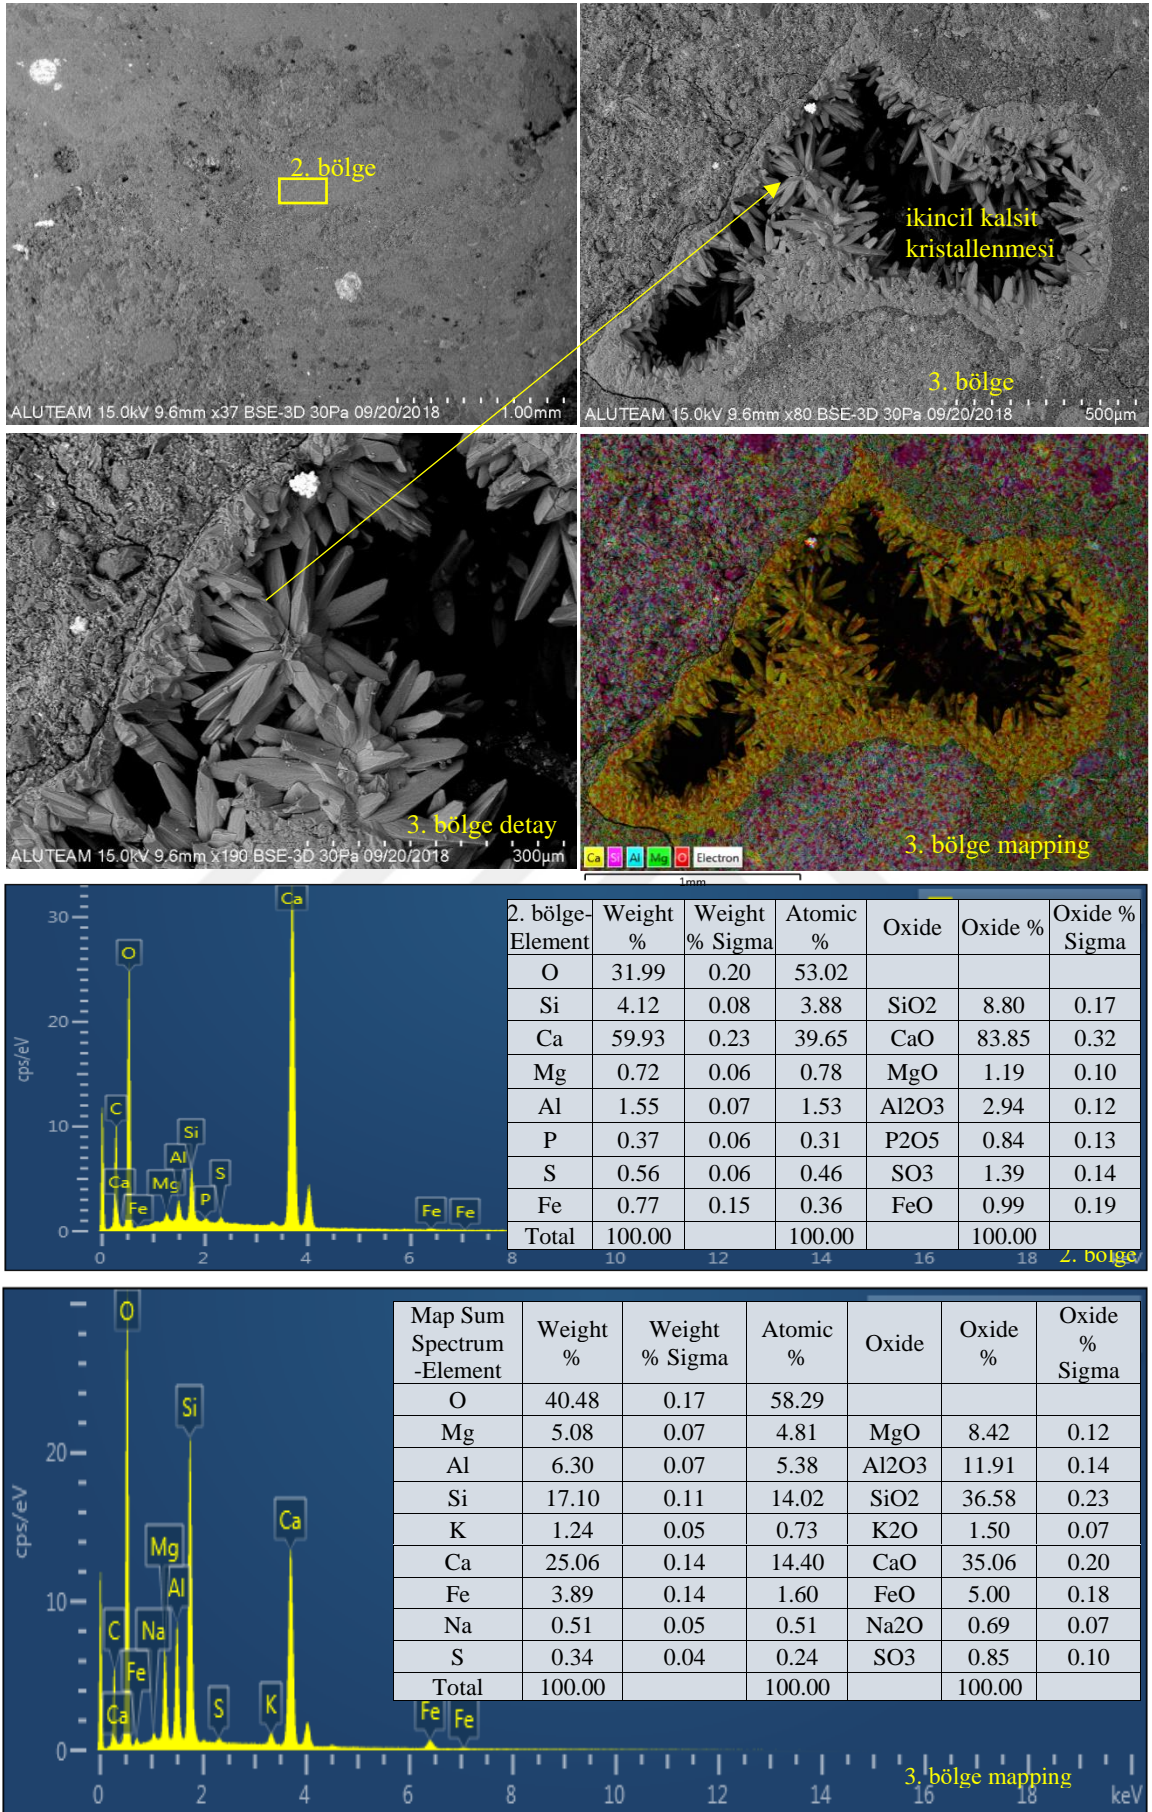 2. bölge
ALUTEAM 15.0kV 9.6mm x37 BSE-3D 30Pa 09/20/2018 1.00mm
ikincil kalsit
kristallenmesi
3. bölge
ALUTEAM 15.0kV 9.6mm x80 BSE-3D 30Pa 09/20/2018 500µm
3. bölge detay
ALUTEAM 15.0kV 9.6mm x190 BSE-3D 30Pa 09/20/2018 300µm
3. bölge mapping
Ca Si Al Mg O Electron
1mm
30
20
10
0
cps/eV
Ca
O
C
Ca
Fe
Mg
Al
Si
P
S
Fe
Fe
0 2 4 6 8 10 12 14 16 18 keV
2. bölge
2. bölge-Element Weight % Weight % Sigma Atomic % Oxide Oxide % Oxide % Sigma
O 31.99 0.20 53.02
Si 4.12 0.08 3.88 SiO2 8.80 0.17
Ca 59.93 0.23 39.65 CaO 83.85 0.32
Mg 0.72 0.06 0.78 MgO 1.19 0.10
Al 1.55 0.07 1.53 Al2O3 2.94 0.12
P 0.37 0.06 0.31 P2O5 0.84 0.13
S 0.56 0.06 0.46 SO3 1.39 0.14
Fe 0.77 0.15 0.36 FeO 0.99 0.19
Total 100.00 100.00 100.00
Map Sum Spectrum -Element Weight % Weight % Sigma Atomic % Oxide Oxide % Oxide % Sigma
O 40.48 0.17 58.29
Mg 5.08 0.07 4.81 MgO 8.42 0.12
Al 6.30 0.07 5.38 Al2O3 11.91 0.14
Si 17.10 0.11 14.02 SiO2 36.58 0.23
K 1.24 0.05 0.73 K2O 1.50 0.07
Ca 25.06 0.14 14.40 CaO 35.06 0.20
Fe 3.89 0.14 1.60 FeO 5.00 0.18
Na 0.51 0.05 0.51 Na2O 0.69 0.07
S 0.34 0.04 0.24 SO3 0.85 0.10
Total 100.00 100.00 100.00
20
10
0
cps/eV
O
Si
Ca
Mg
Al
C
Na
Fe
Ca
S
K
Fe
Fe
3. bölge mapping
0 2 4 6 8 10 12 14 16 18 keV